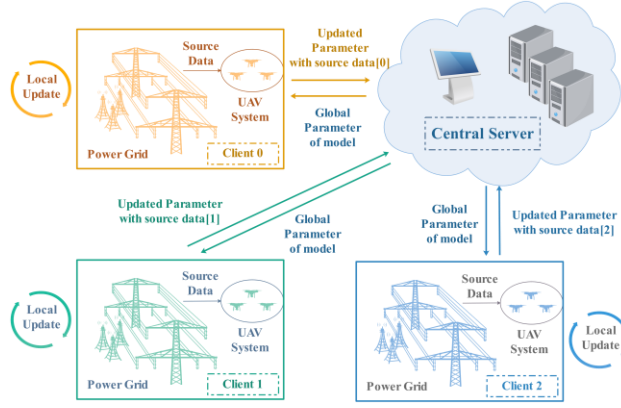 Source
Data
UAV
System
Power Grid
Client 0
Local
Update
Updated
Parameter
with source data[0]
Global
Parameter
of model
Central Server
Updated Parameter
with source data[1]
Global
Parameter
of model
Global
Parameter
of model
Updated Parameter
with source data[2]
Local
Update
Source
Data
UAV
System
Power Grid
Client 1
Source
Data
UAV
System
Power Grid
Client 2
Local
Update